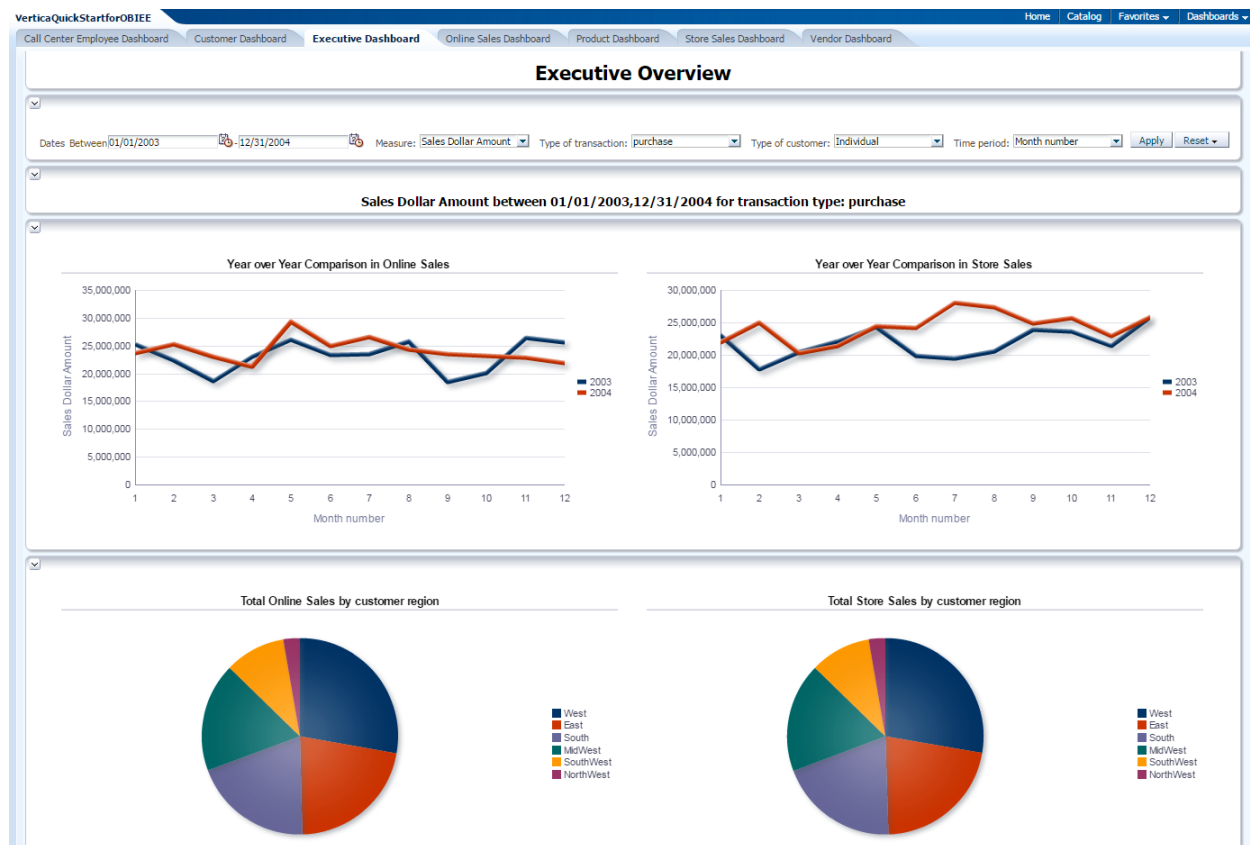 VerticaQuickStartforOBIEE
Home Catalog Favorites Dashboards
Call Center Employee Dashboard Customer Dashboard Executive Dashboard Online Sales Dashboard Product Dashboard Store Sales Dashboard Vendor Dashboard
Executive Overview
Dates Between 01/01/2003 - 12/31/2004 Measure: Sales Dollar Amount Type of transaction: purchase Type of customer: Individual Time period: Month number Apply Reset
Sales Dollar Amount between 01/01/2003,12/31/2004 for transaction type: purchase
Year over Year Comparison in Online Sales
35,000,000
30,000,000
25,000,000
20,000,000
15,000,000
10,000,000
5,000,000
0
Sales Dollar Amount
1 2 3 4 5 6 7 8 9 10 11 12
Month number
2003
2004
Year over Year Comparison in Store Sales
30,000,000
25,000,000
20,000,000
15,000,000
10,000,000
5,000,000
0
Sales Dollar Amount
1 2 3 4 5 6 7 8 9 10 11 12
Month number
2003
2004
Total Online Sales by customer region
West
East
South
MidWest
SouthWest
NorthWest
Total Store Sales by customer region
West
East
South
MidWest
SouthWest
NorthWest